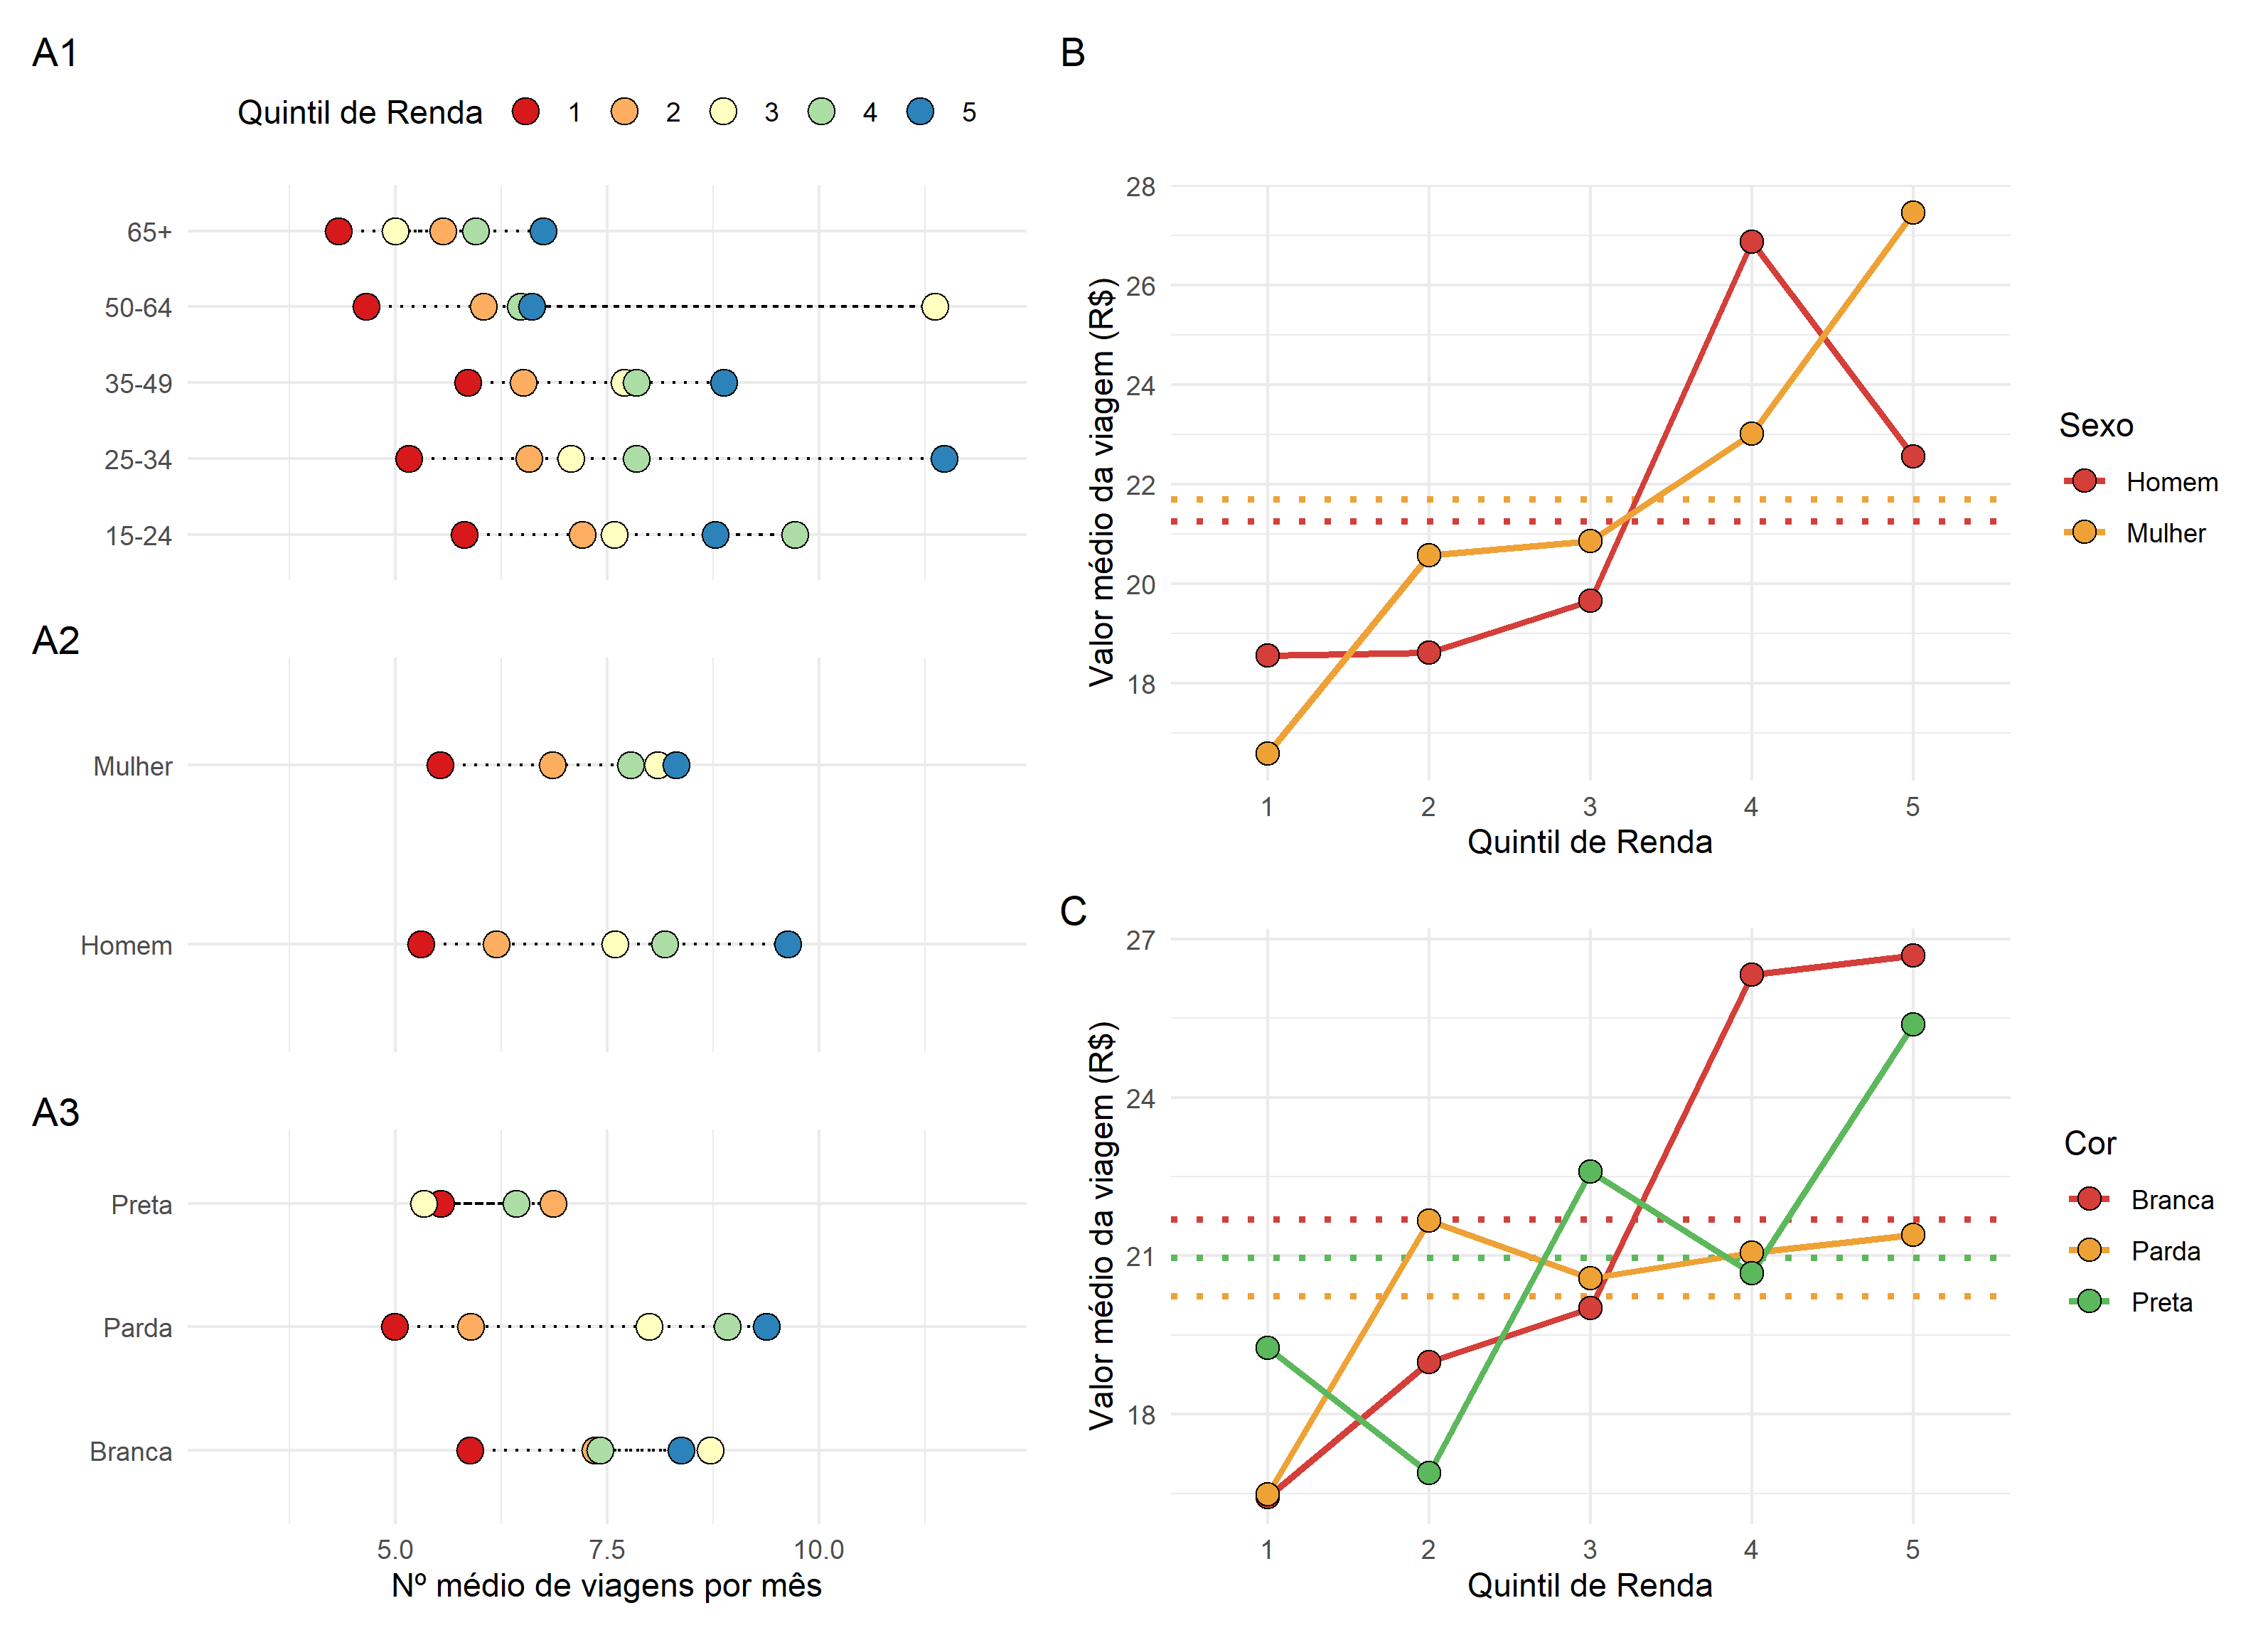 A1
Quintil de Renda 1 2 3 4 5
65+
50-64
35-49
25-34
15-24
A2
Mulher
Homem
A3
Preta
Parda
Branca
5.0 7.5 10.0
Nº médio de viagens por mês
B
Valor médio da viagem (R$)
28
26
24
22
20
18
1 2 3 4 5
Quintil de Renda
Sexo
Homem
Mulher
C
Valor médio da viagem (R$)
27
24
21
18
1 2 3 4 5
Quintil de Renda
Cor
Branca
Parda
Preta